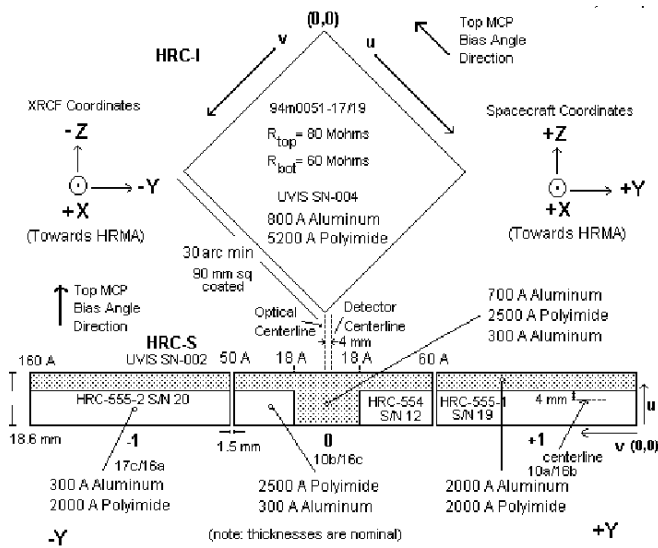 (0,0)
v
u
Top MCP
Bias Angle
Direction
HRC-I
XRCF Coordinates
-Z
-Y
+X
(Towards HRMA)
94m0051-17/19
Rtop= 80 Mohms
Rbot= 60 Mohms
UVIS SN-004
800 A Aluminum
5200 A Polyimide
Spacecraft Coordinates
+Z
+Y
+X
(Towards HRMA)
30 arc min
90 mm sq
coated
Top MCP
Bias Angle
Direction
Optical
Centerline
Detector
Centerline
4 mm
700 A Aluminum
2500 A Polyimide
300 A Aluminum
HRC-S
160 A
UVIS SN-002
50 A
18 A
18 A
60 A
HRC-555-2 S/N 20
HRC-554
S/N 12
HRC-555-1
S/N 19
4 mm
u
18.6 mm
-1
1.5 mm
0
+1
v (0,0)
17c/16a
10b/16c
centerline
10a/16b
300 A Aluminum
2000 A Polyimide
2500 A Polyimide
300 A Aluminum
2000 A Aluminum
2000 A Polyimide
-Y
(note: thicknesses are nominal)
+Y